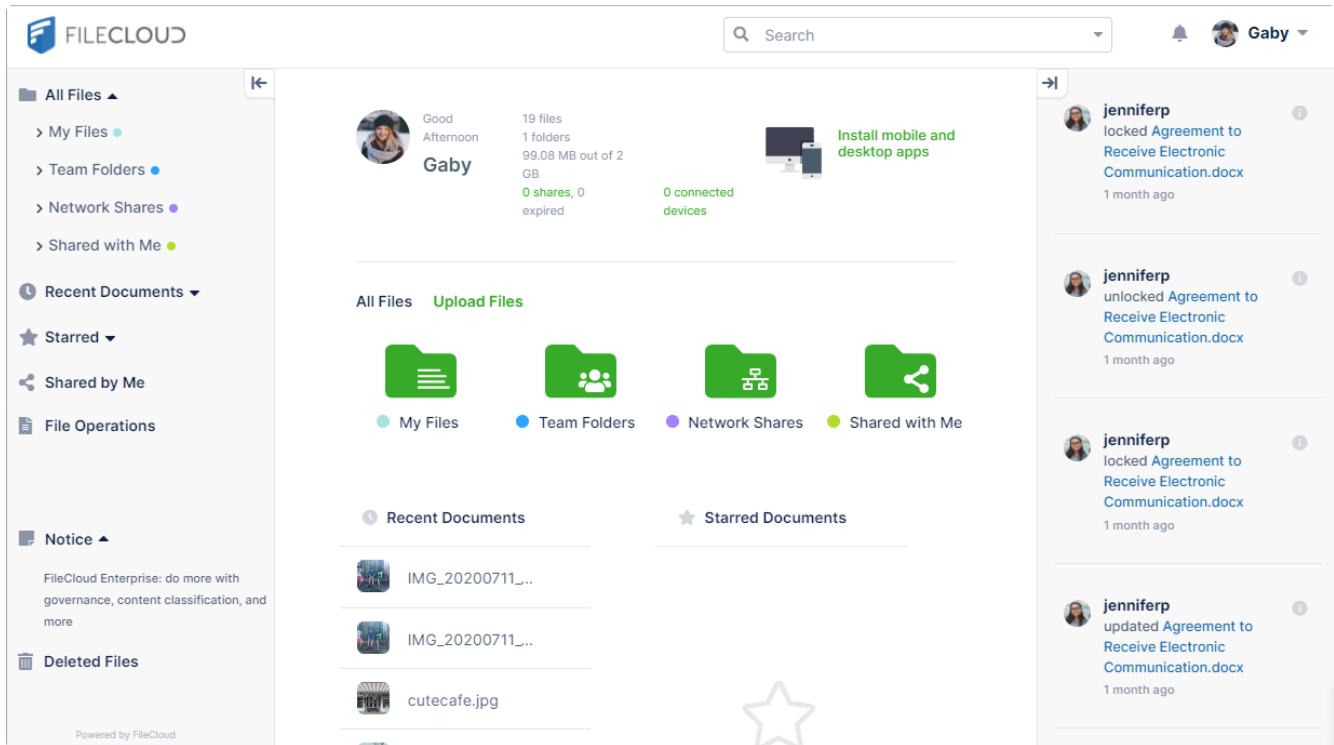 FILECLOUD
Search
Gaby
All Files
My Files
Team Folders
Network Shares
Shared with Me
Recent Documents
Starred
Shared by Me
File Operations
Notice
FileCloud Enterprise: do more with
governance, content classification, and
more
Deleted Files
Powered by FileCloud
Good
Afternoon
Gaby
19 files
1 folders
99.08 MB out of 2
GB
0 shares, 0
expired
0 connected
devices
Install mobile and
desktop apps
All Files Upload Files
My Files
Team Folders
Network Shares
Shared with Me
Recent Documents
IMG_20200711_...
IMG_20200711_...
cutecafe.jpg
Starred Documents
jenniferp
locked Agreement to
Receive Electronic
Communication.docx
1 month ago
jenniferp
unlocked Agreement to
Receive Electronic
Communication.docx
1 month ago
jenniferp
locked Agreement to
Receive Electronic
Communication.docx
1 month ago
jenniferp
updated Agreement to
Receive Electronic
Communication.docx
1 month ago